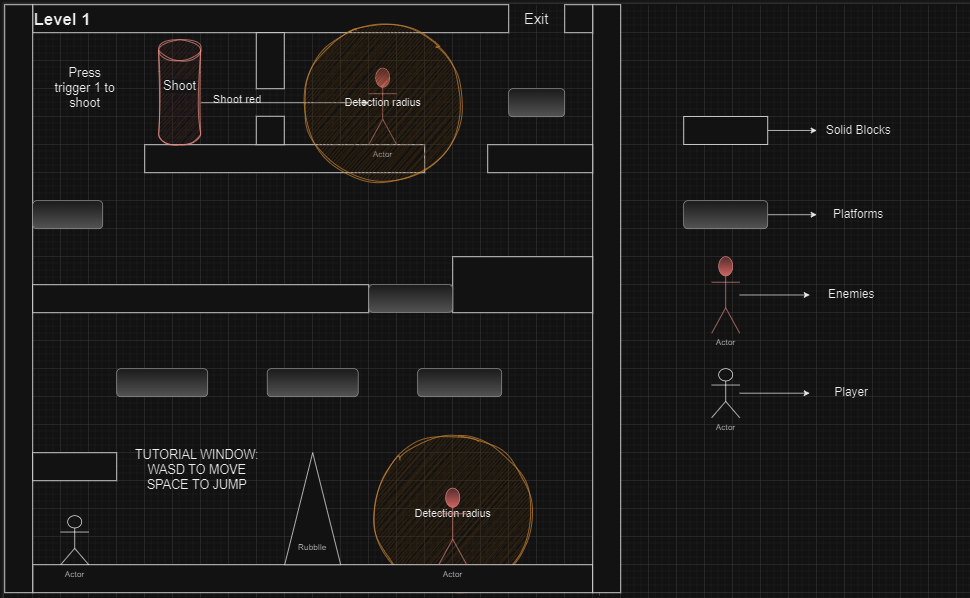 Level 1
Exit
Press
trigger 1 to
shoot
Shoot
Shoot red
Detection radius
Actor
Solid Blocks
Platforms
Enemies
Actor
Player
Actor
TUTORIAL WINDOW:
WASD TO MOVE
SPACE TO JUMP
Detection radius
Rubblle
Actor
Actor